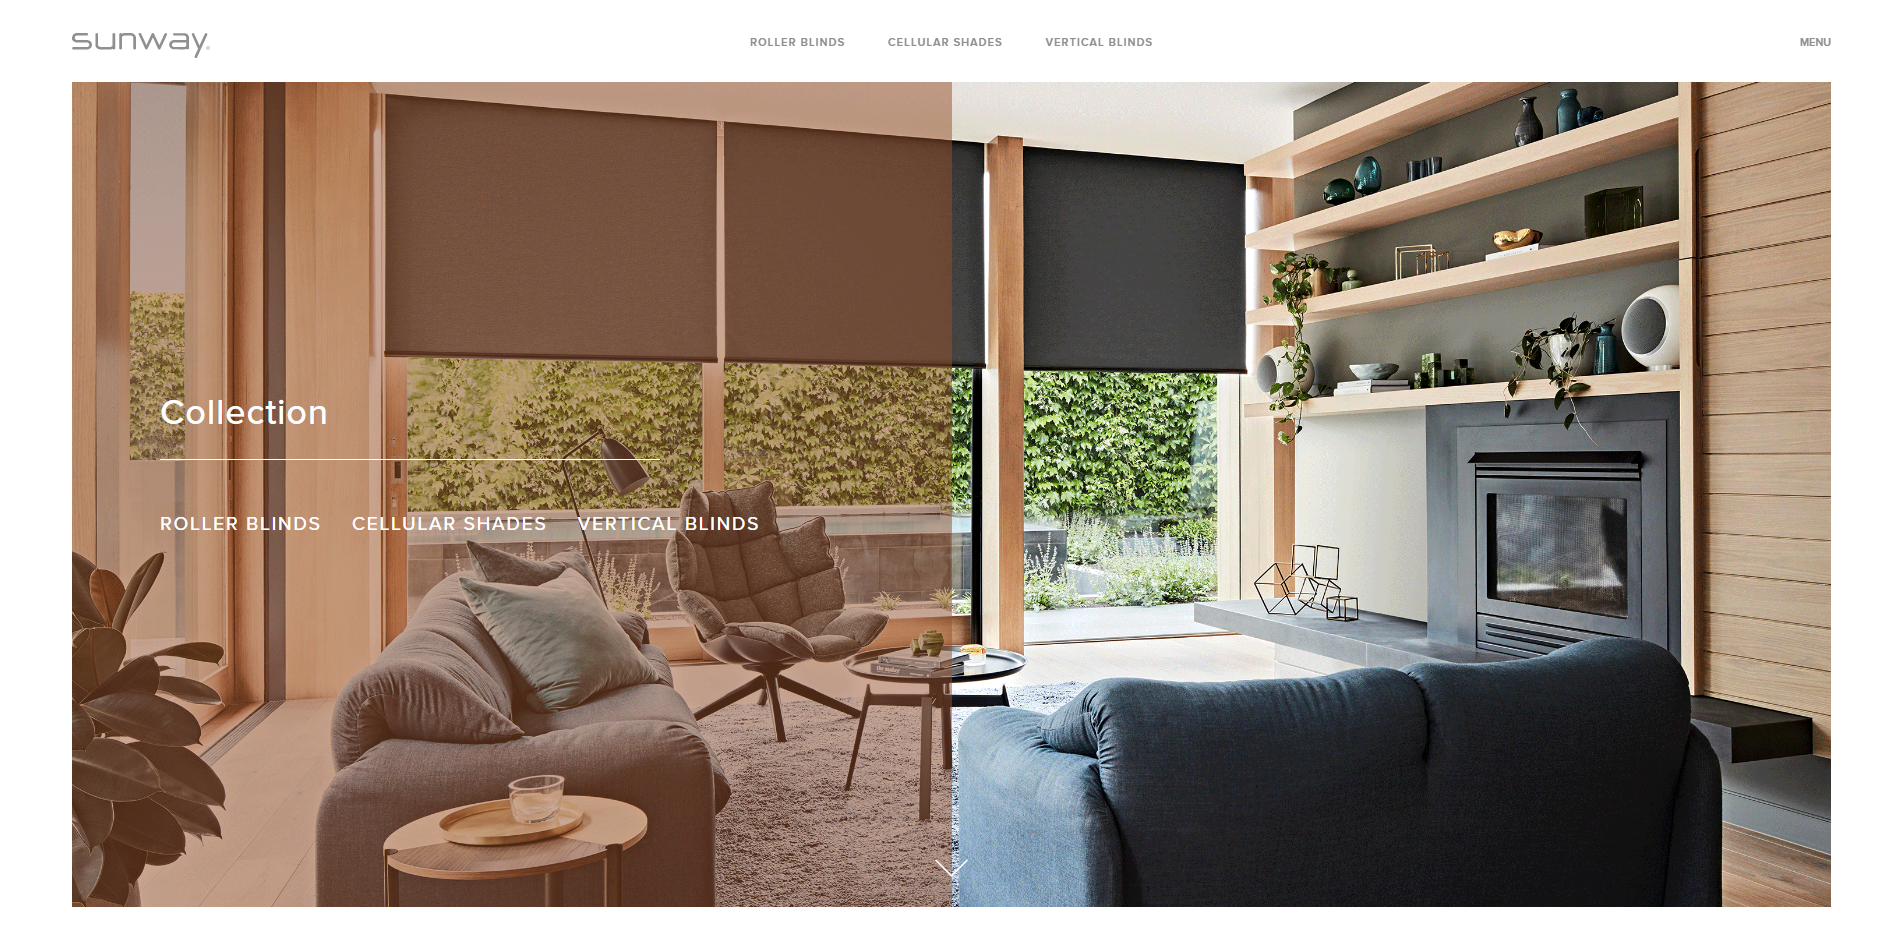 sunway
ROLLER BLINDS CELLULAR SHADES VERTICAL BLINDS
MENU
Collection
ROLLER BLINDS CELLULAR SHADES VERTICAL BLINDS